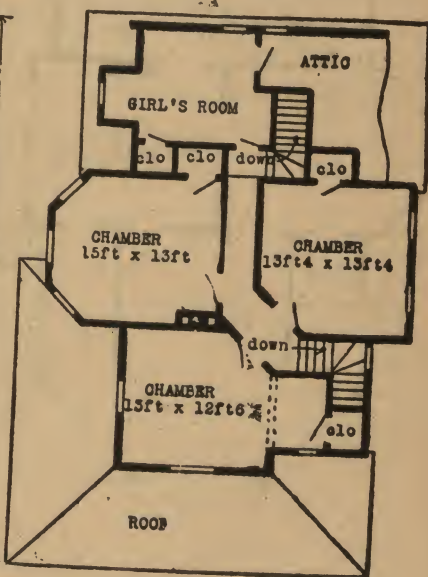 ATTIC
GIRL'S ROOM
clo
clo
down
clo
CHAMBER
15ft x 13ft
CHAMBER
13ft4 x 13ft4
down
CHAMBER
13ft x 12ft6
clo
ROOF